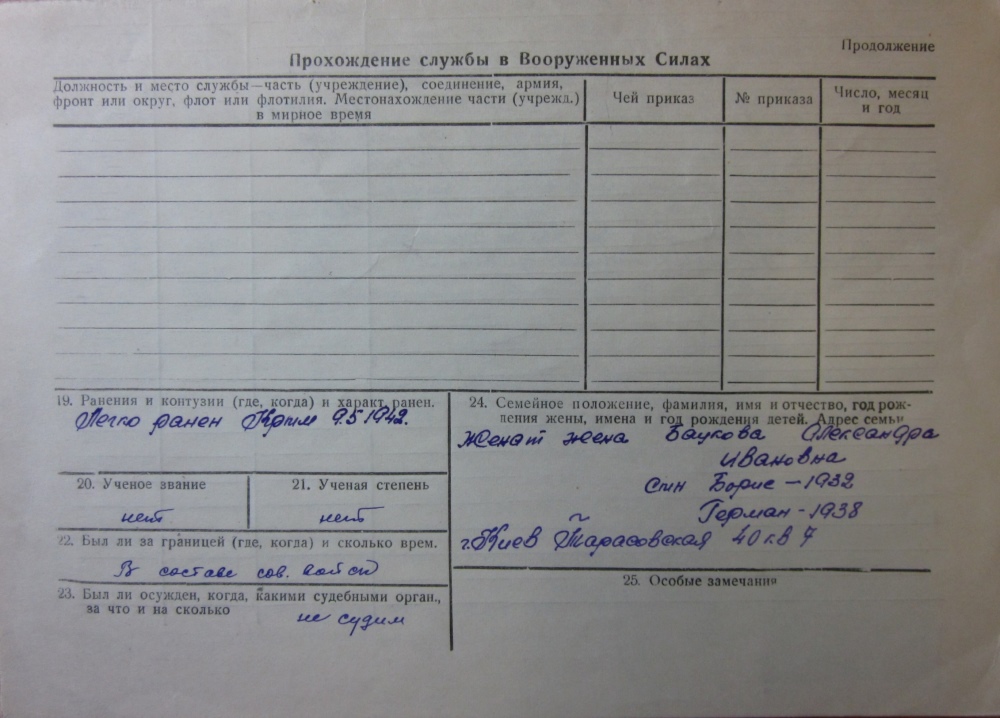 Продолжение
Прохождение службы в Вооруженных Силах
Должность и место службы—часть (учреждение), соединение, армия,
фронт или округ, флот или флотилия. Местонахождение части (учрежд.)
в мирное время
Чей приказ
№ приказа
Число, месяц
и год
19. Ранения и контузии (где, когда) и характ. ранен.
Легко ранен Крым 9.5 1942.
20. Ученое звание
нет
21. Ученая степень
нет
22. Был ли за границей (где, когда) и сколько врем.
В составе сов. войск
23. Был ли осужден, когда, какими судебными орган.,
за что и на сколько
не судим
24. Семейное положение, фамилия, имя и отчество, год рож-
дения жены, имена и год рождения детей. Адрес семьи
Женат жена Баукова Александра
Ивановна
Сын Борис – 1932
Герман - 1938
г. Киев Тарасовская 40 кв 7
25. Особые замечания